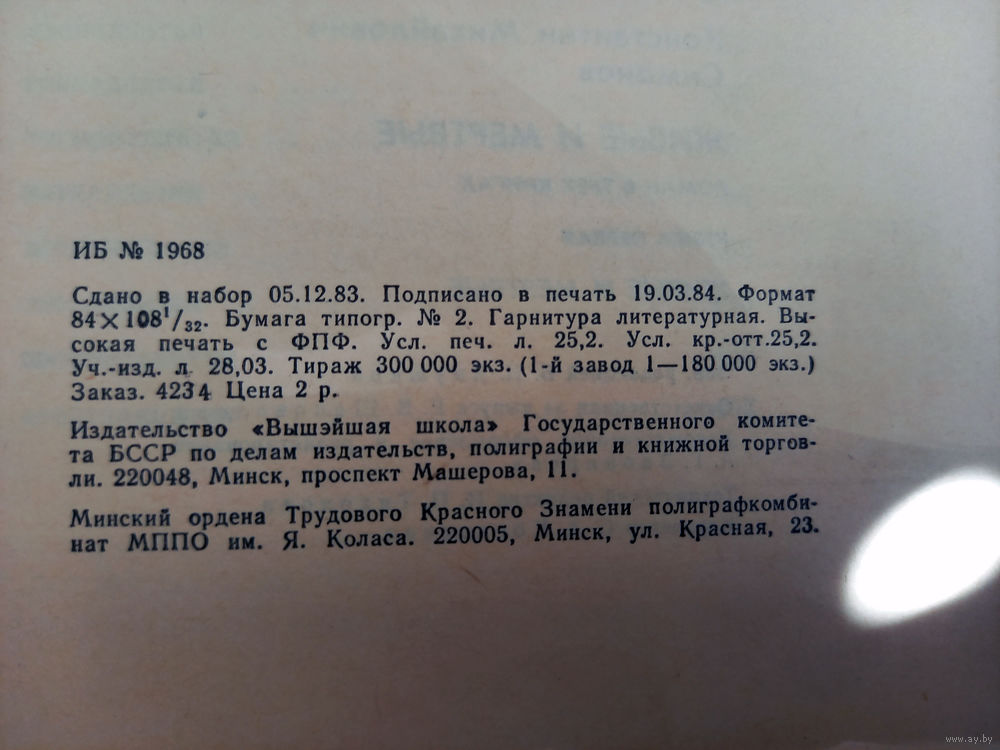 ИБ № 1968
Сдано в набор 05.12.83. Подписано в печать 19.03.84. Формат
84×108¹/₃₂. Бумага типогр. № 2. Гарнитура литературная. Вы-
сокая печать с ФПФ. Усл. печ. л. 25,2. Усл. кр.-отт.25,2.
Уч.-изд. л. 28,03. Тираж 300 000 экз. (1-й завод 1—180 000 экз.)
Заказ. 4234 Цена 2 р.
Издательство «Вышэйшая школа» Государственного комите-
та БССР по делам издательств, полиграфии и книжной торгов-
ли. 220048, Минск, проспект Машерова, 11.
Минский ордена Трудового Красного Знамени полиграфкомби-
нат МППО им. Я. Коласа. 220005, Минск, ул. Красная, 23.
www.ay.by